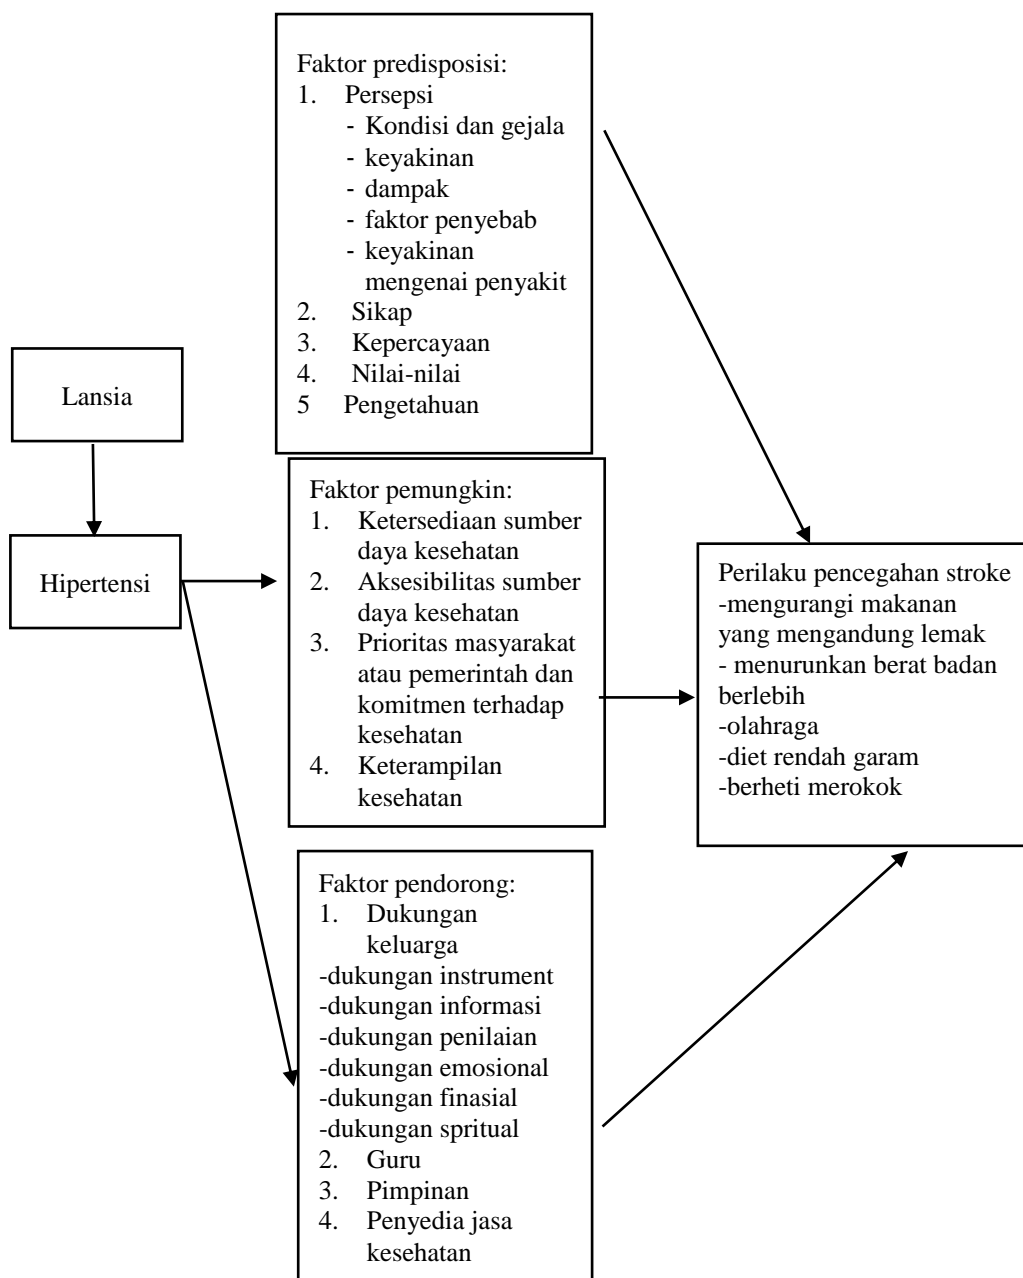 Faktor predisposisi:
1. Persepsi
- Kondisi dan gejala
- keyakinan
- dampak
- faktor penyebab
- keyakinan
mengenai penyakit
2. Sikap
3. Kepercayaan
4. Nilai-nilai
5 Pengetahuan
Lansia
Hipertensi
Faktor pemungkin:
1. Ketersediaan sumber
daya kesehatan
2. Aksesibilitas sumber
daya kesehatan
3. Prioritas masyarakat
atau pemerintah dan
komitmen terhadap
kesehatan
4. Keterampilan
kesehatan
Perilaku pencegahan stroke
-mengurangi makanan
yang mengandung lemak
- menurunkan berat badan
berlebih
-olahraga
-diet rendah garam
-berheti merokok
Faktor pendorong:
1. Dukungan
keluarga
-dukungan instrument
-dukungan informasi
-dukungan penilaian
-dukungan emosional
-dukungan finasial
-dukungan spritual
2. Guru
3. Pimpinan
4. Penyedia jasa
kesehatan